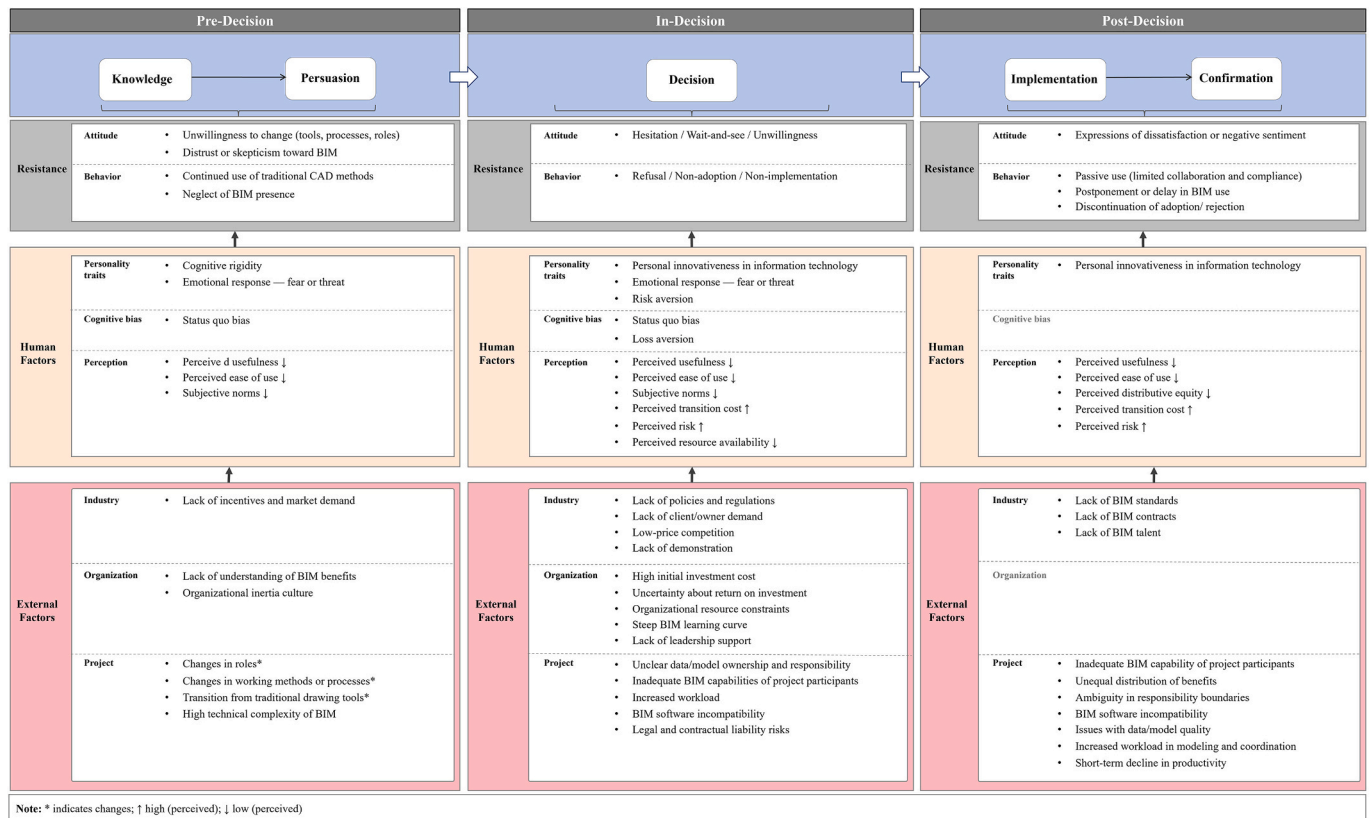 Pre-Decision
Knowledge
Persuasion
Resistance
Attitude
• Unwillingness to change (tools, processes, roles)
• Distrust or skepticism toward BIM
Behavior
• Continued use of traditional CAD methods
• Neglect of BIM presence
Human
Factors
Personality
traits
• Cognitive rigidity
• Emotional response — fear or threat
Cognitive bias
• Status quo bias
Perception
• Perceive d usefulness ↓
• Perceived ease of use ↓
• Subjective norms ↓
External
Factors
Industry
• Lack of incentives and market demand
Organization
• Lack of understanding of BIM benefits
• Organizational inertia culture
Project
• Changes in roles*
• Changes in working methods or processes*
• Transition from traditional drawing tools*
• High technical complexity of BIM
In-Decision
Decision
Resistance
Attitude
• Hesitation / Wait-and-see / Unwillingness
Behavior
• Refusal / Non-adoption / Non-implementation
Human
Factors
Personality
traits
• Personal innovativeness in information technology
• Emotional response — fear or threat
• Risk aversion
Cognitive bias
• Status quo bias
• Loss aversion
Perception
• Perceived usefulness ↓
• Perceived ease of use ↓
• Subjective norms ↓
• Perceived transition cost ↑
• Perceived risk ↑
• Perceived resource availability ↓
External
Factors
Industry
• Lack of policies and regulations
• Lack of client/owner demand
• Low-price competition
• Lack of demonstration
Organization
• High initial investment cost
• Uncertainty about return on investment
• Organizational resource constraints
• Steep BIM learning curve
• Lack of leadership support
Project
• Unclear data/model ownership and responsibility
• Inadequate BIM capabilities of project participants
• Increased workload
• BIM software incompatibility
• Legal and contractual liability risks
Post-Decision
Implementation
Confirmation
Resistance
Attitude
• Expressions of dissatisfaction or negative sentiment
Behavior
• Passive use (limited collaboration and compliance)
• Postponement or delay in BIM use
• Discontinuation of adoption/ rejection
Human
Factors
Personality
traits
• Personal innovativeness in information technology
Cognitive bias
Perception
• Perceived usefulness ↓
• Perceived ease of use ↓
• Perceived distributive equity ↓
• Perceived transition cost ↑
• Perceived risk ↑
External
Factors
Industry
• Lack of BIM standards
• Lack of BIM contracts
• Lack of BIM talent
Organization
Project
• Inadequate BIM capability of project participants
• Unequal distribution of benefits
• Ambiguity in responsibility boundaries
• BIM software incompatibility
• Issues with data/model quality
• Increased workload in modeling and coordination
• Short-term decline in productivity
Note: * indicates changes; ↑ high (perceived); ↓ low (perceived)